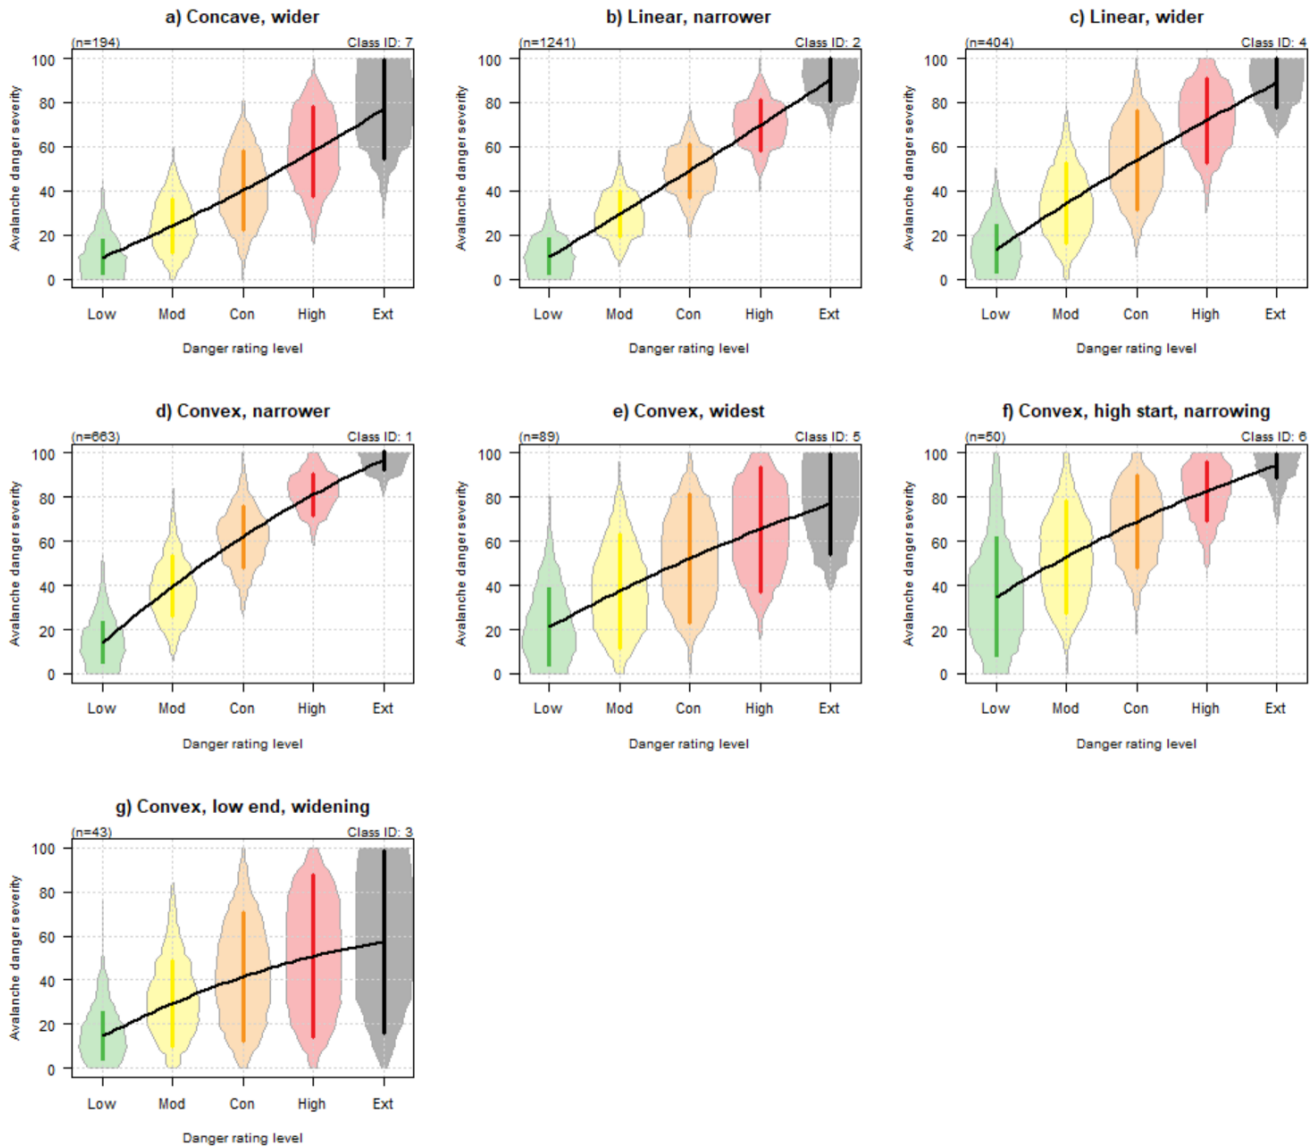 a) Concave, wider
(n=194) Class ID: 7
Avalanche danger severity
100
80
60
40
20
0
Low Mod Con High Ext
Danger rating level
b) Linear, narrower
(n=1241) Class ID: 2
Avalanche danger severity
100
80
60
40
20
0
Low Mod Con High Ext
Danger rating level
c) Linear, wider
(n=404) Class ID: 4
Avalanche danger severity
100
80
60
40
20
0
Low Mod Con High Ext
Danger rating level
d) Convex, narrower
(n=663) Class ID: 1
Avalanche danger severity
100
80
60
40
20
0
Low Mod Con High Ext
Danger rating level
e) Convex, widest
(n=89) Class ID: 5
Avalanche danger severity
100
80
60
40
20
0
Low Mod Con High Ext
Danger rating level
f) Convex, high start, narrowing
(n=50) Class ID: 6
Avalanche danger severity
100
80
60
40
20
0
Low Mod Con High Ext
Danger rating level
g) Convex, low end, widening
(n=43) Class ID: 3
Avalanche danger severity
100
80
60
40
20
0
Low Mod Con High Ext
Danger rating level